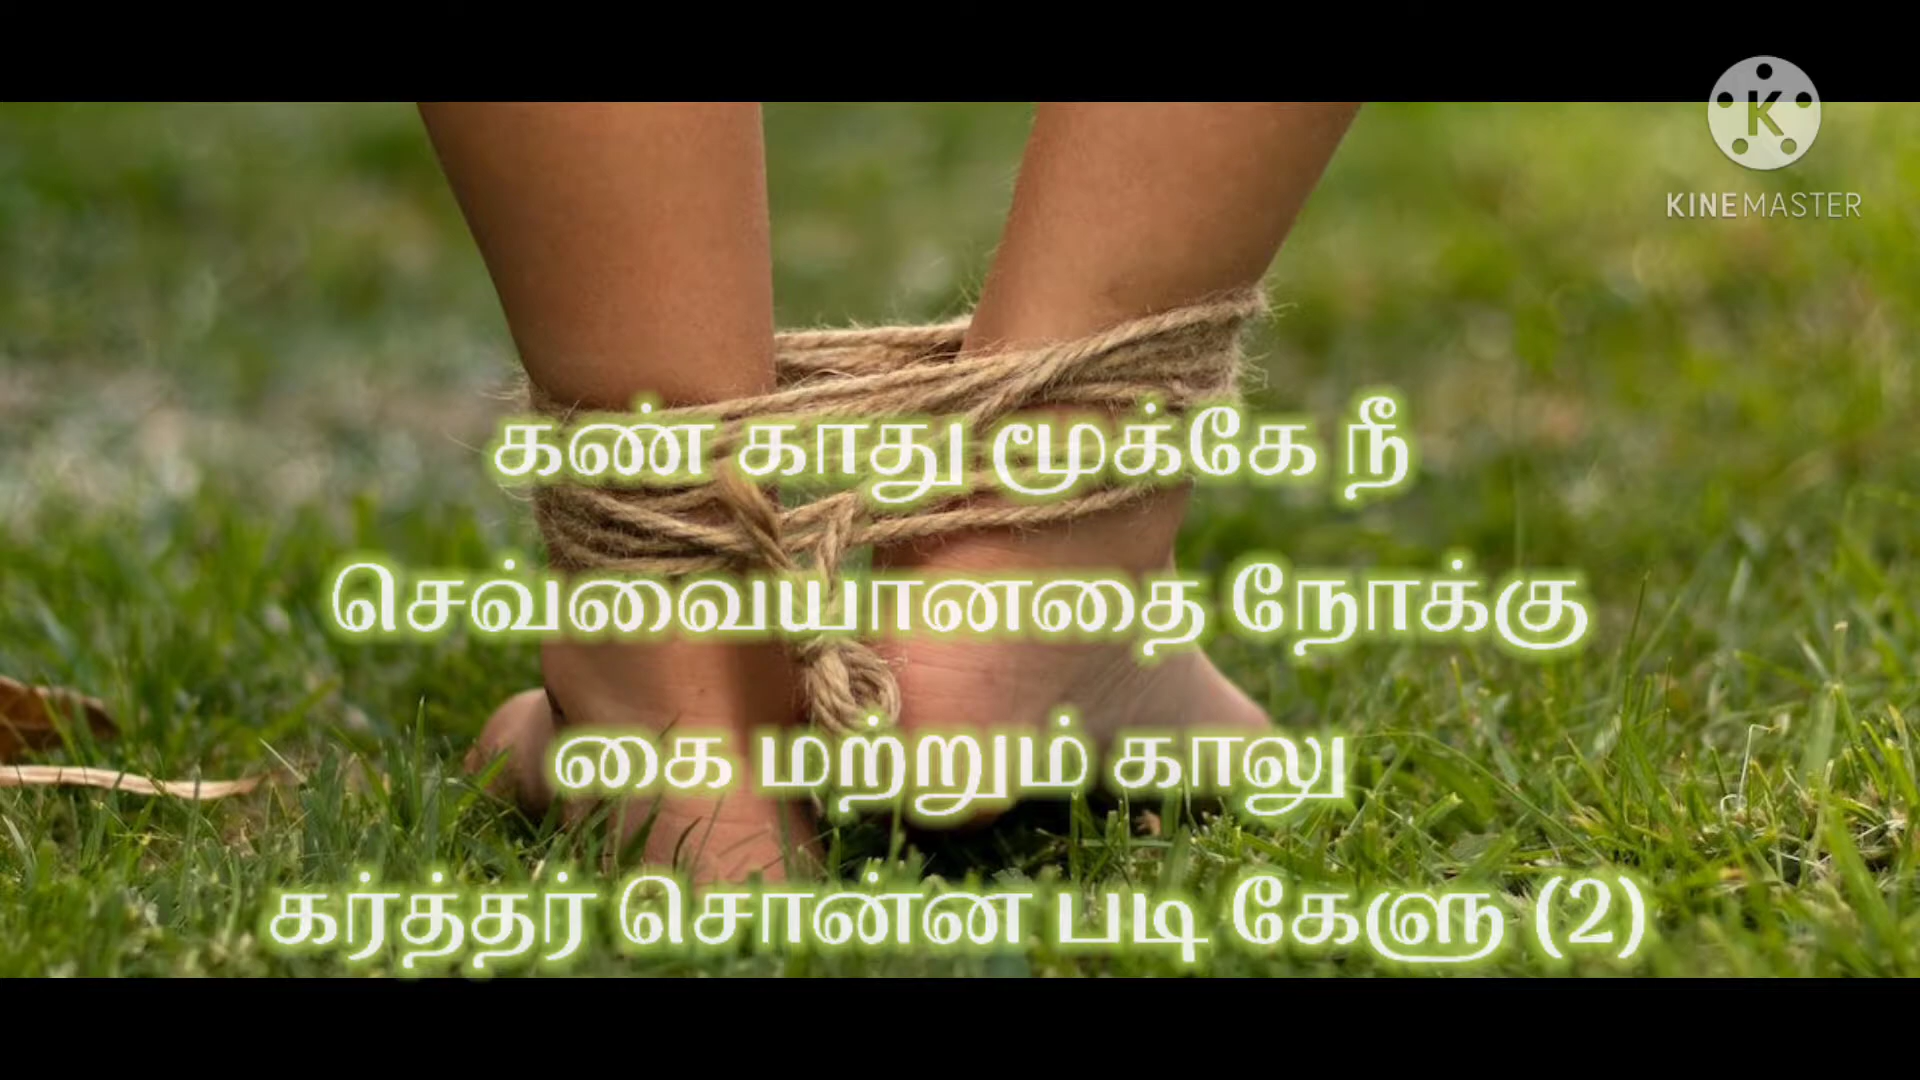 K
KINEMASTER
கண் காது மூக்கே நீ
செவ்வையானதை நோக்கு
கை மற்றும் காலு
கர்த்தர் சொன்ன படி கேளு (2)